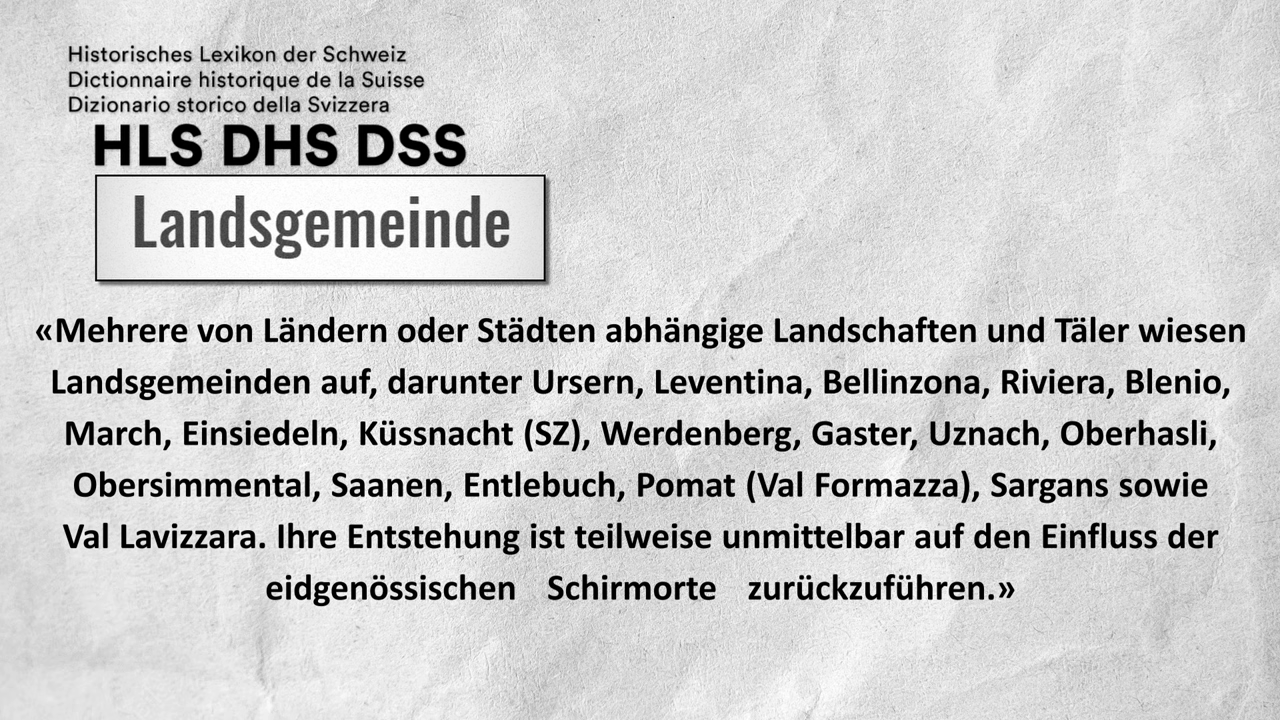 Historisches Lexikon der Schweiz
Dictionnaire historique de la Suisse
Dizionario storico della Svizzera
HLS DHS DSS
Landsgemeinde
«Mehrere von Ländern oder Städten abhängige Landschaften und Täler wiesen
Landsgemeinden auf, darunter Ursern, Leventina, Bellinzona, Riviera, Blenio,
March, Einsiedeln, Küssnacht (SZ), Werdenberg, Gaster, Uznach, Oberhasli,
Obersimmental, Saanen, Entlebuch, Pomat (Val Formazza), Sargans sowie
Val Lavizzara. Ihre Entstehung ist teilweise unmittelbar auf den Einfluss der
eidgenössischen Schirmorte zurückzuführen.»